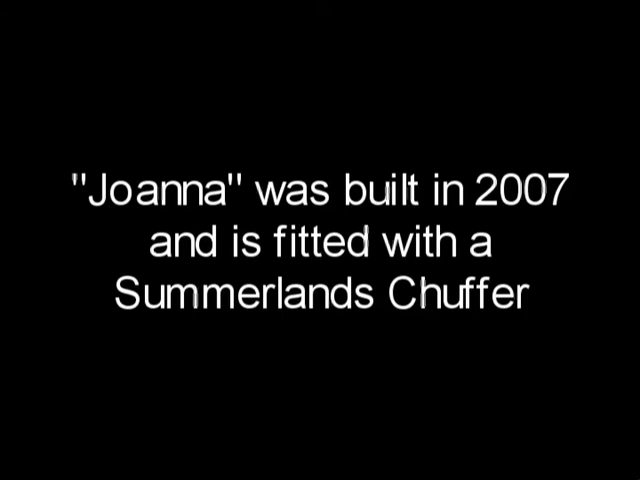 "Joanna" was built in 2007
and is fitted with a
Summerlands Chuffer